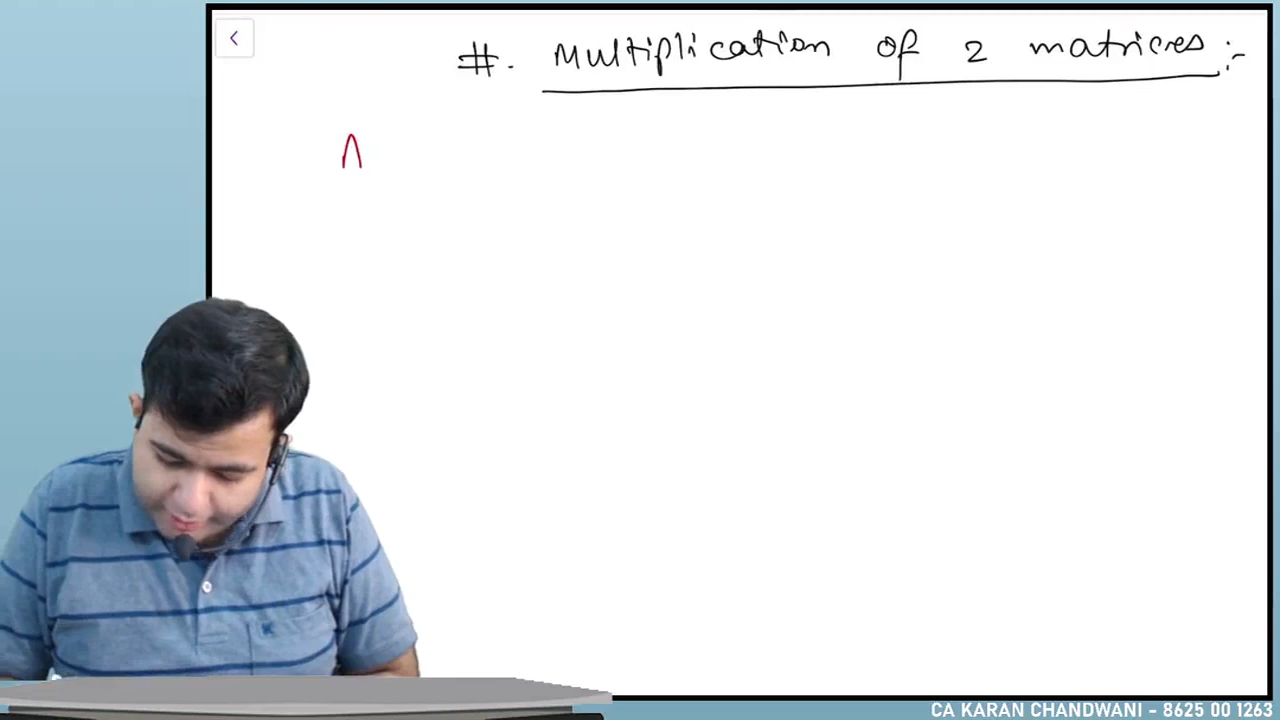 #. Multiplication of 2 matrices :-
CA KARAN CHANDWANI - 8625 00 1263